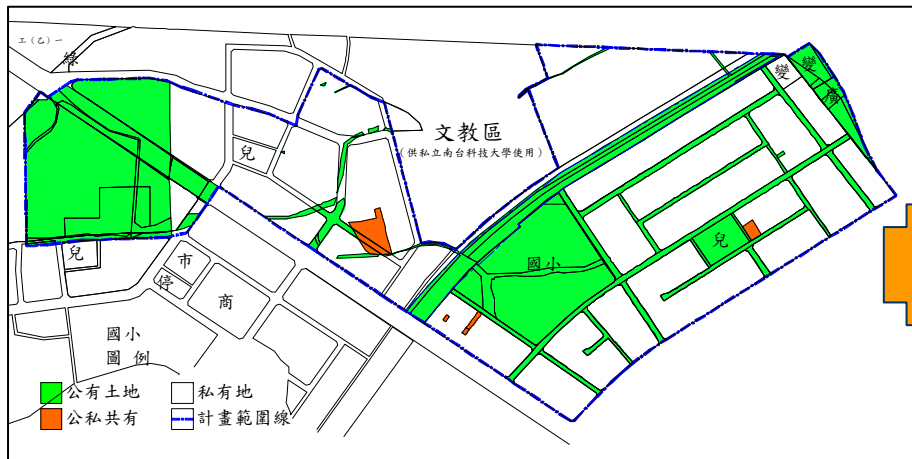 工(乙)一
綠
文教區
(供私立南台科技大學使用)
兒
變
變
廣
兒
市
停
商
國小
兒
國小
圖 例
公有土地
私有地
公私共有
計畫範圍線